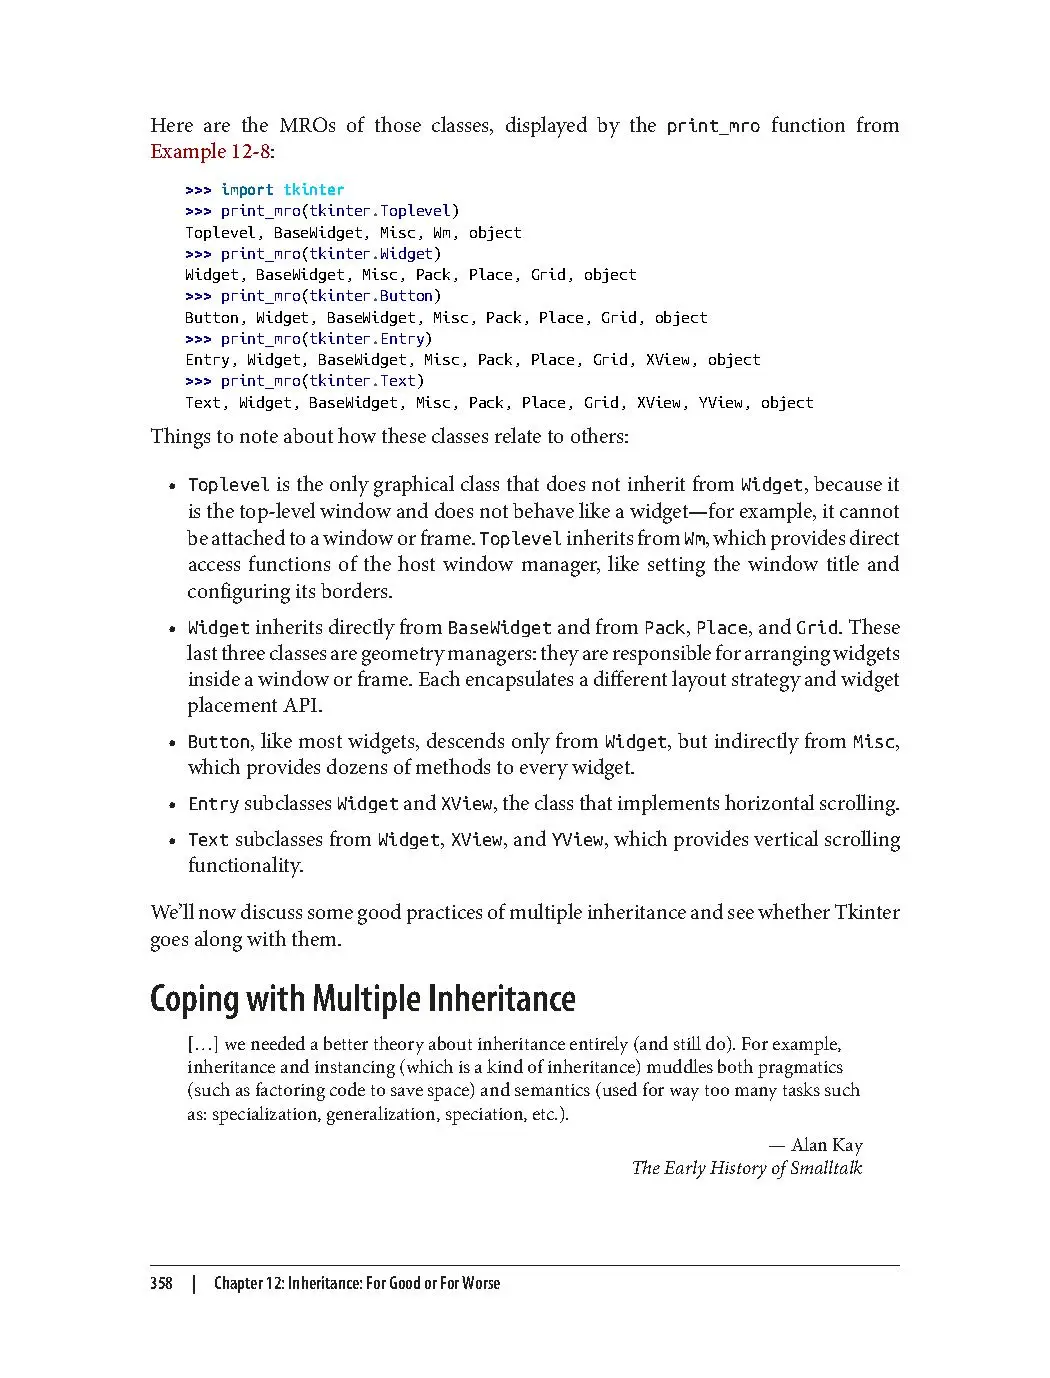 Here are the MROs of those classes, displayed by the print_mro function from
Example 12-8:
>>> import tkinter
>>> print_mro(tkinter.Toplevel)
Toplevel, BaseWidget, Misc, Wm, object
>>> print_mro(tkinter.Widget)
Widget, BaseWidget, Misc, Pack, Place, Grid, object
>>> print_mro(tkinter.Button)
Button, Widget, BaseWidget, Misc, Pack, Place, Grid, object
>>> print_mro(tkinter.Entry)
Entry, Widget, BaseWidget, Misc, Pack, Place, Grid, XView, object
>>> print_mro(tkinter.Text)
Text, Widget, BaseWidget, Misc, Pack, Place, Grid, XView, YView, object
Things to note about how these classes relate to others:
• Toplevel is the only graphical class that does not inherit from Widget, because it
is the top-level window and does not behave like a widget—for example, it cannot
be attached to a window or frame. Toplevel inherits from Wm, which provides direct
access functions of the host window manager, like setting the window title and
configuring its borders.
• Widget inherits directly from BaseWidget and from Pack, Place, and Grid. These
last three classes are geometry managers: they are responsible for arranging widgets
inside a window or frame. Each encapsulates a different layout strategy and widget
placement API.
• Button, like most widgets, descends only from Widget, but indirectly from Misc,
which provides dozens of methods to every widget.
• Entry subclasses Widget and XView, the class that implements horizontal scrolling.
• Text subclasses from Widget, XView, and YView, which provides vertical scrolling
functionality.
We’ll now discuss some good practices of multiple inheritance and see whether Tkinter
goes along with them.
Coping with Multiple Inheritance
[…] we needed a better theory about inheritance entirely (and still do). For example,
inheritance and instancing (which is a kind of inheritance) muddles both pragmatics
(such as factoring code to save space) and semantics (used for way too many tasks such
as: specialization, generalization, speciation, etc.).
— Alan Kay
The Early History of Smalltalk
358 | Chapter 12: Inheritance: For Good or For Worse